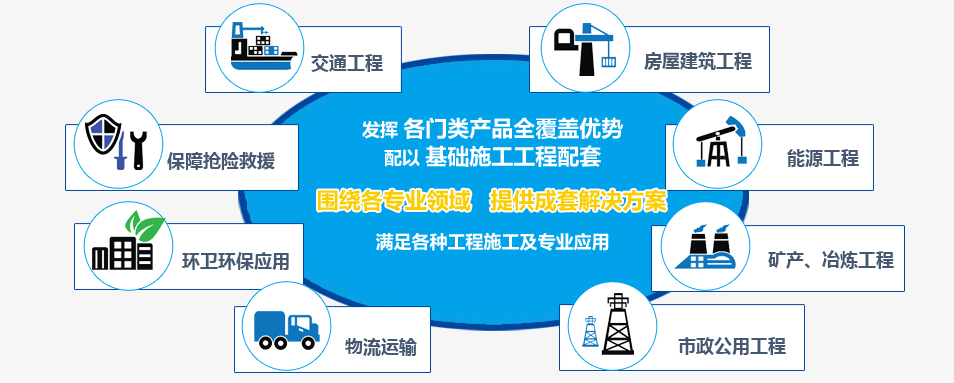 交通工程
房屋建筑工程
发挥 各门类产品全覆盖优势
配以 基础施工工程配套
保障抢险救援
能源工程
围绕各专业领域 提供成套解决方案
满足各种工程施工及专业应用
环卫环保应用
矿产、冶炼工程
物流运输
市政公用工程